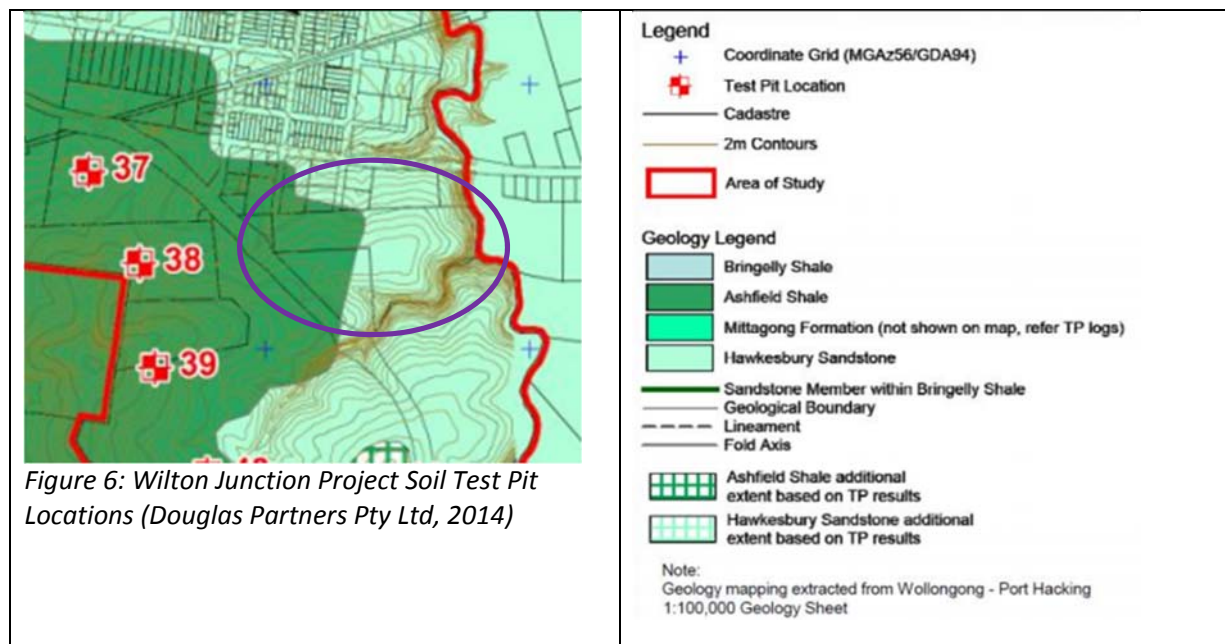 37
38
39
Figure 6: Wilton Junction Project Soil Test Pit
Locations (Douglas Partners Pty Ltd, 2014)
Legend
Coordinate Grid (MGAz56/GDA94)
Test Pit Location
Cadastre
2m Contours
Area of Study
Geology Legend
Bringelly Shale
Ashfield Shale
Mittagong Formation (not shown on map, refer TP logs)
Hawkesbury Sandstone
Sandstone Member within Bringelly Shale
Geological Boundary
Lineament
Fold Axis
Ashfield Shale additional
extent based on TP results
Hawkesbury Sandstone additional
extent based on TP results
Note:
Geology mapping extracted from Wollongong - Port Hacking
1:100,000 Geology Sheet